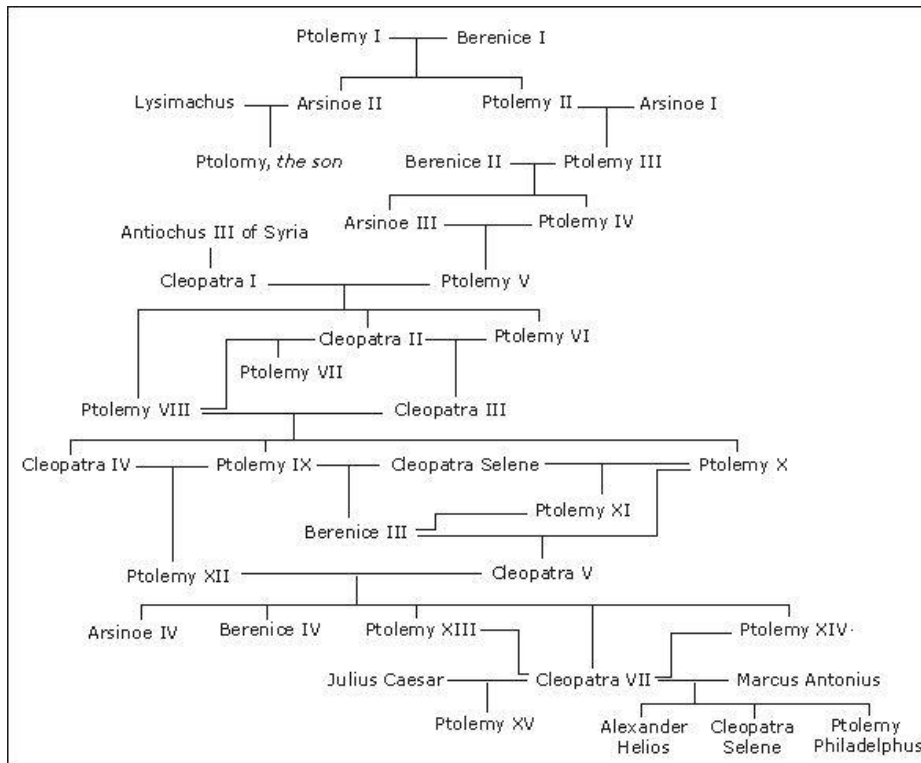 Ptolemy I Berenice I
Lysimachus Arsinoe II Ptolemy II Arsinoe I
Ptolomy, the son Berenice II Ptolemy III
Arsinoe III Ptolemy IV
Antiochus III of Syria
Cleopatra I Ptolemy V
Cleopatra II Ptolemy VI
Ptolemy VII
Ptolemy VIII Cleopatra III
Cleopatra IV Ptolemy IX Cleopatra Selene Ptolemy X
Berenice III Ptolemy XI
Ptolemy XII Cleopatra V
Arsinoe IV Berenice IV Ptolemy XIII Ptolemy XIV
Julius Caesar Cleopatra VII Marcus Antonius
Ptolemy XV Alexander Cleopatra Ptolemy
Helios Selene Philadelphus